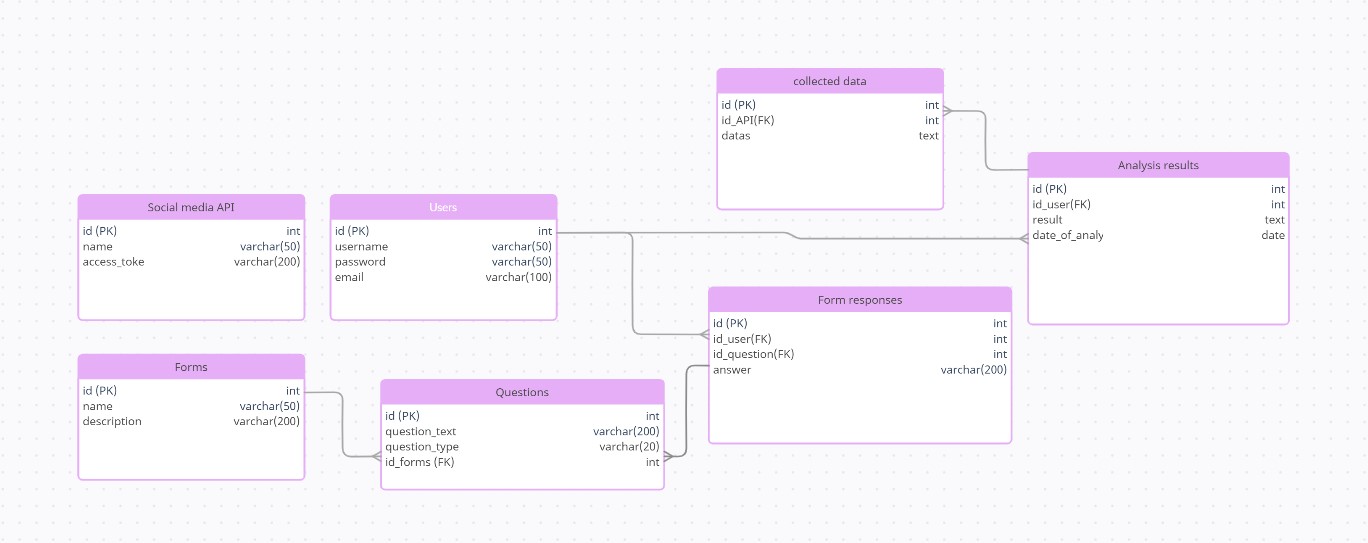 collected data
id (PK) int
id_API(FK) int
datas text
Analysis results
id (PK) int
id_user(FK) int
result text
date_of_analy date
Social media API
id (PK) int
name varchar(50)
access_toke varchar(200)
Users
id (PK) int
username varchar(50)
password varchar(50)
email varchar(100)
Form responses
id (PK) int
id_user(FK) int
id_question(FK) int
answer varchar(200)
Forms
id (PK) int
name varchar(50)
description varchar(200)
Questions
id (PK) int
question_text varchar(200)
question_type varchar(20)
id_forms (FK) int